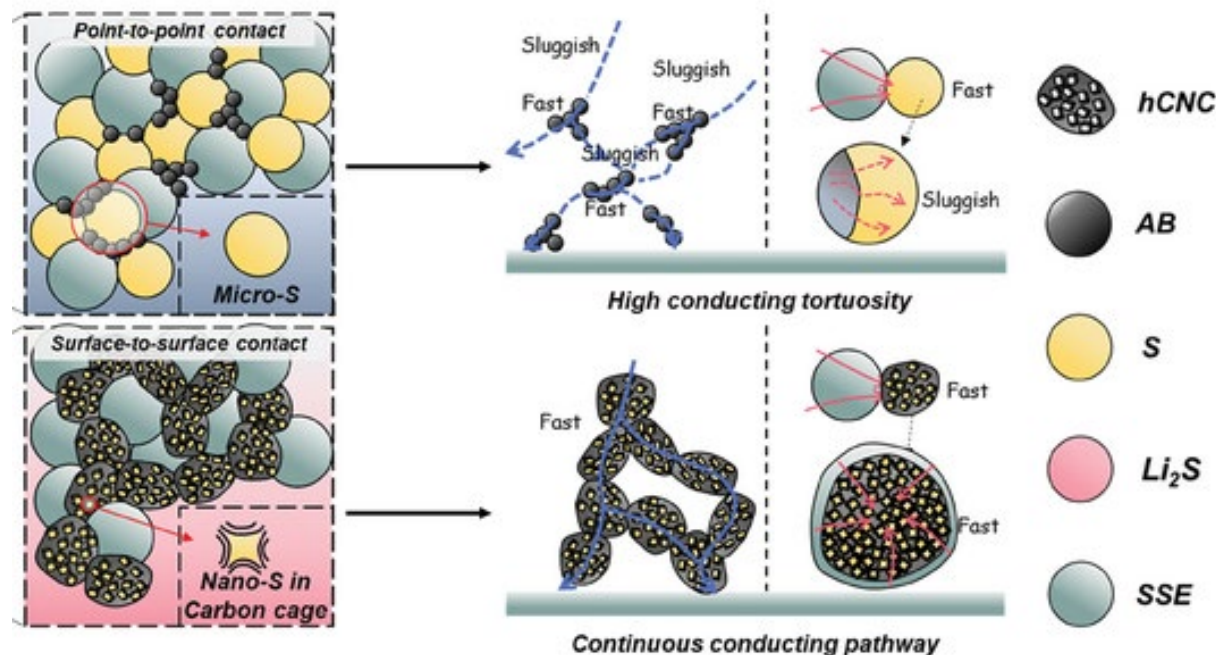 Point-to-point contact
Micro-S
Sluggish
Sluggish
Fast
Fast
Sluggish
Fast
High conducting tortuosity
Fast
Sluggish
Surface-to-surface contact
Nano-S in
Carbon cage
Fast
Continuous conducting pathway
Fast
Fast
hCNC
AB
S
Li₂S
SSE